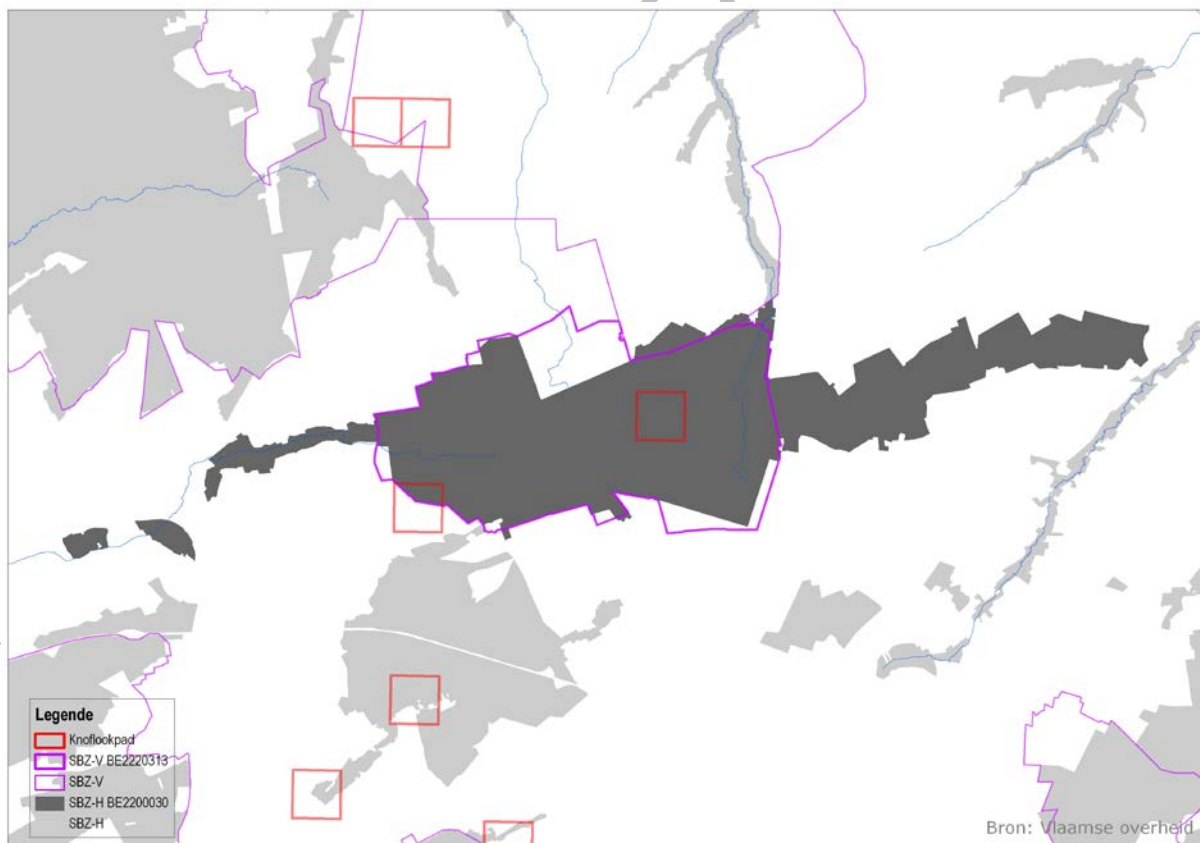 Legende
Knoflookpad
SBZ-V BE2220313
SBZ-V
SBZ-H BE2200030
SBZ-H
Bron: Vlaamse overheid